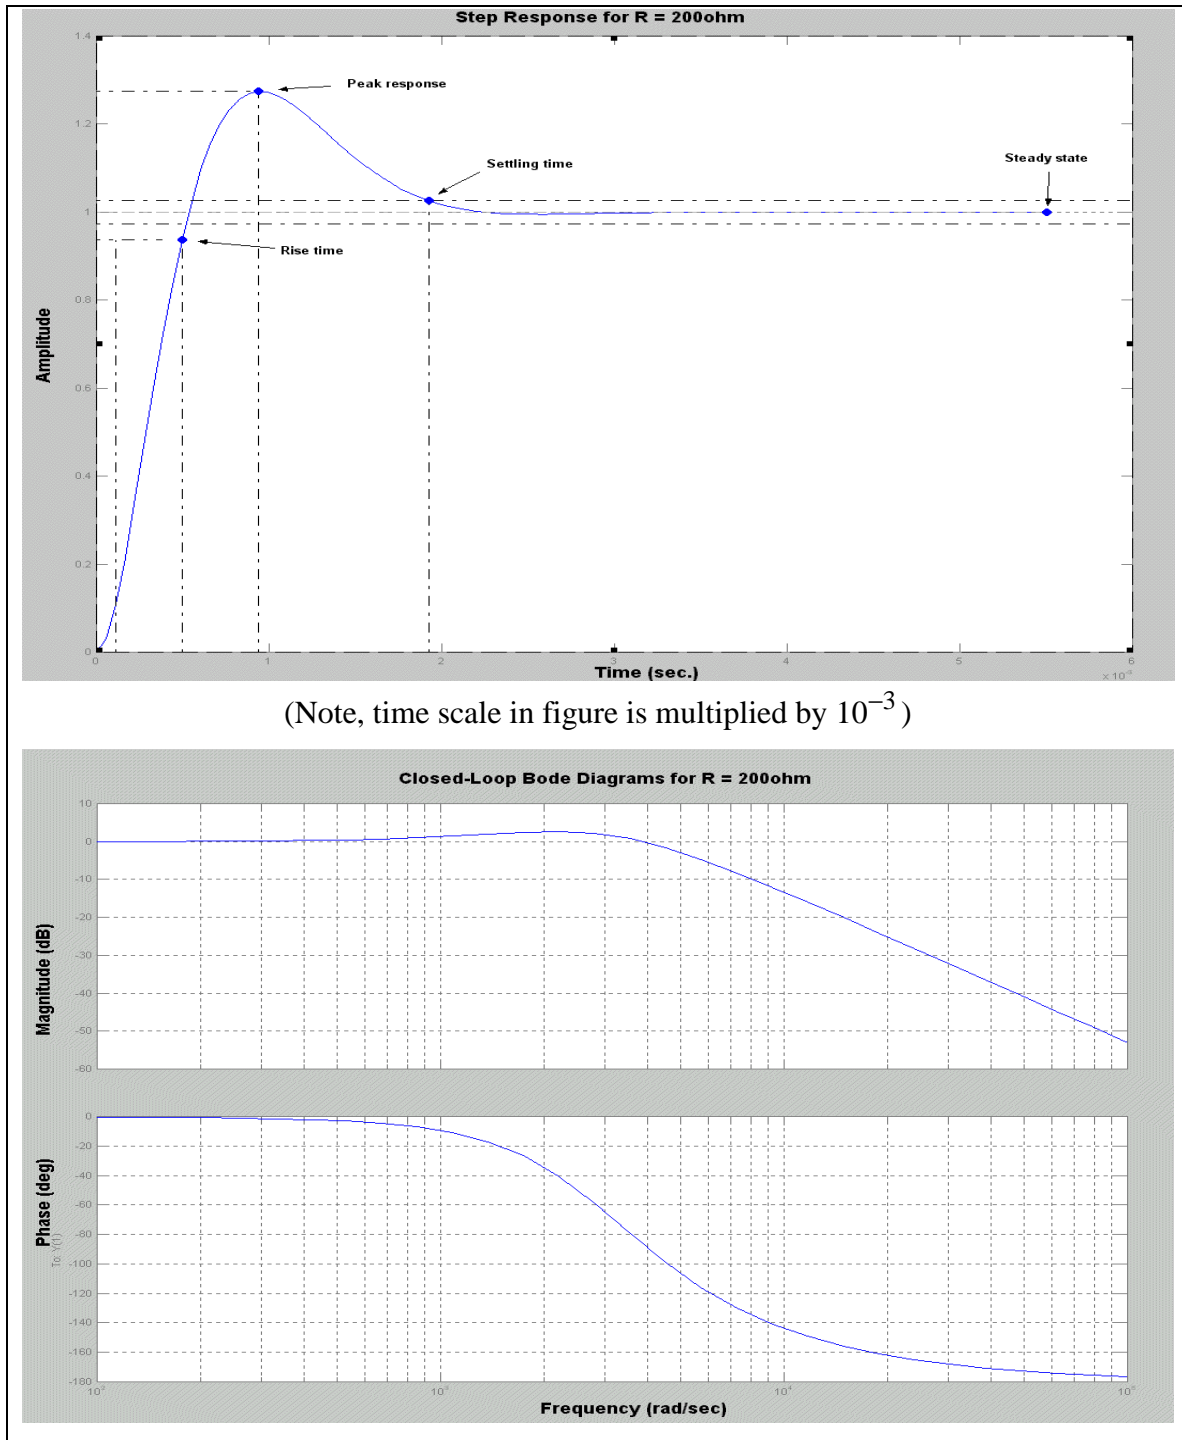 Step Response for R = 200ohm
1.4
Peak response
1.2
Settling time
Steady state
1
Rise time
0.8
Amplitude
0.6
0.4
0.2
0
0 1 2 3 4 5 6
Time (sec.)
x 10⁻³
(Note, time scale in figure is multiplied by 10⁻³ )
Closed-Loop Bode Diagrams for R = 200ohm
10
0
-10
-20
-30
-40
-50
-60
Magnitude (dB)
0
-20
-40
-60
-80
-100
-120
-140
-160
-180
Phase (deg)
To: Y(1)
Frequency (rad/sec)